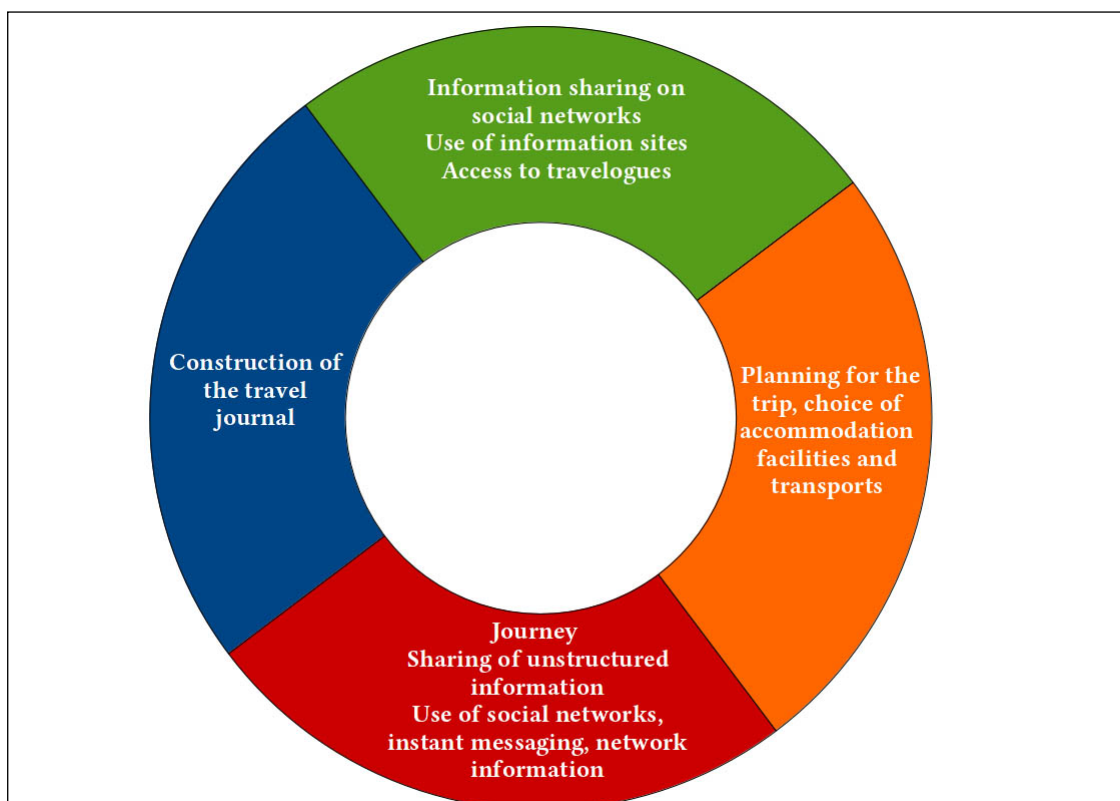 Information sharing on
social networks
Use of information sites
Access to travelogues
Planning for the
trip, choice of
accommodation
facilities and
transports
Journey
Sharing of unstructured
information
Use of social networks,
instant messaging, network
information
Construction of
the travel
journal